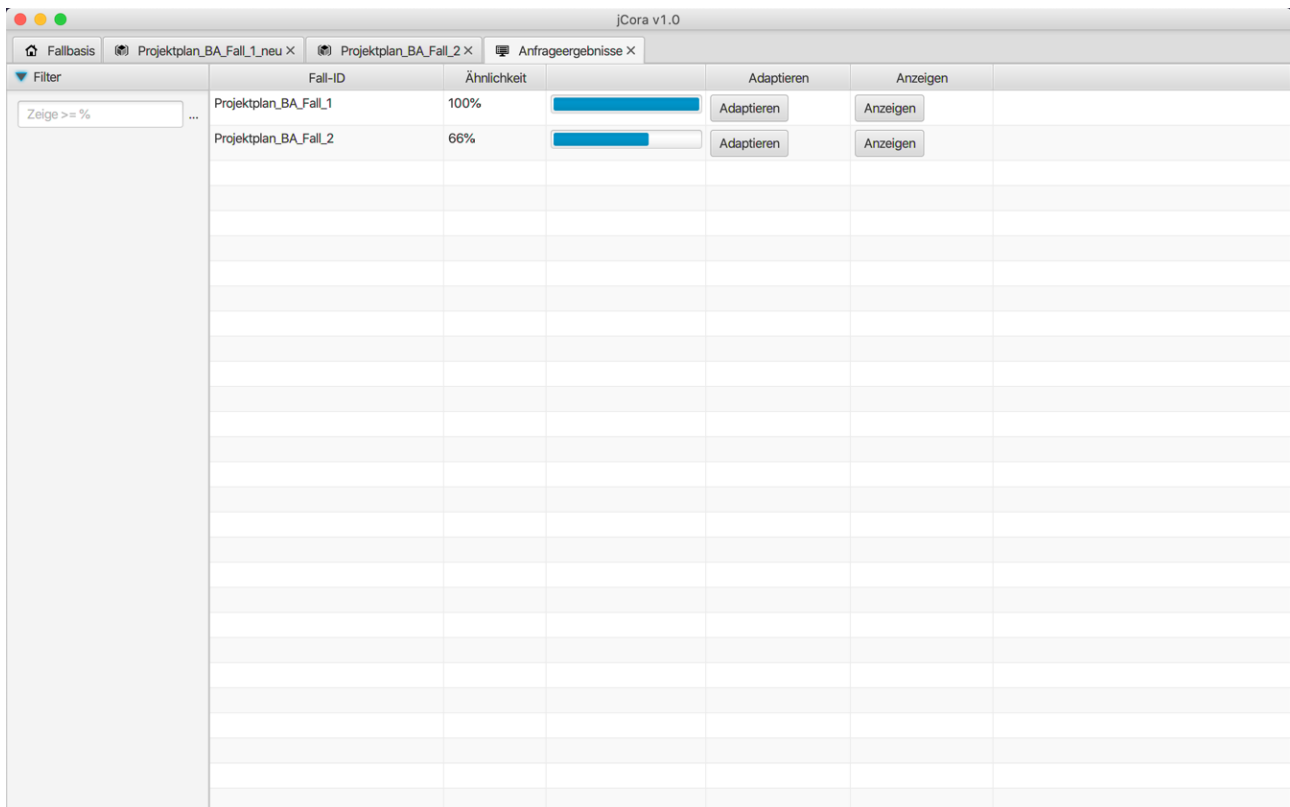 jCora v1.0
Fallbasis Projektplan_BA_Fall_1_neu Projektplan_BA_Fall_2 Anfrageergebnisse
Filter Fall-ID Ähnlichkeit Adaptieren Anzeigen
Zeige >= % ... Projektplan_BA_Fall_1 100% Adaptieren Anzeigen
Projektplan_BA_Fall_2 66% Adaptieren Anzeigen